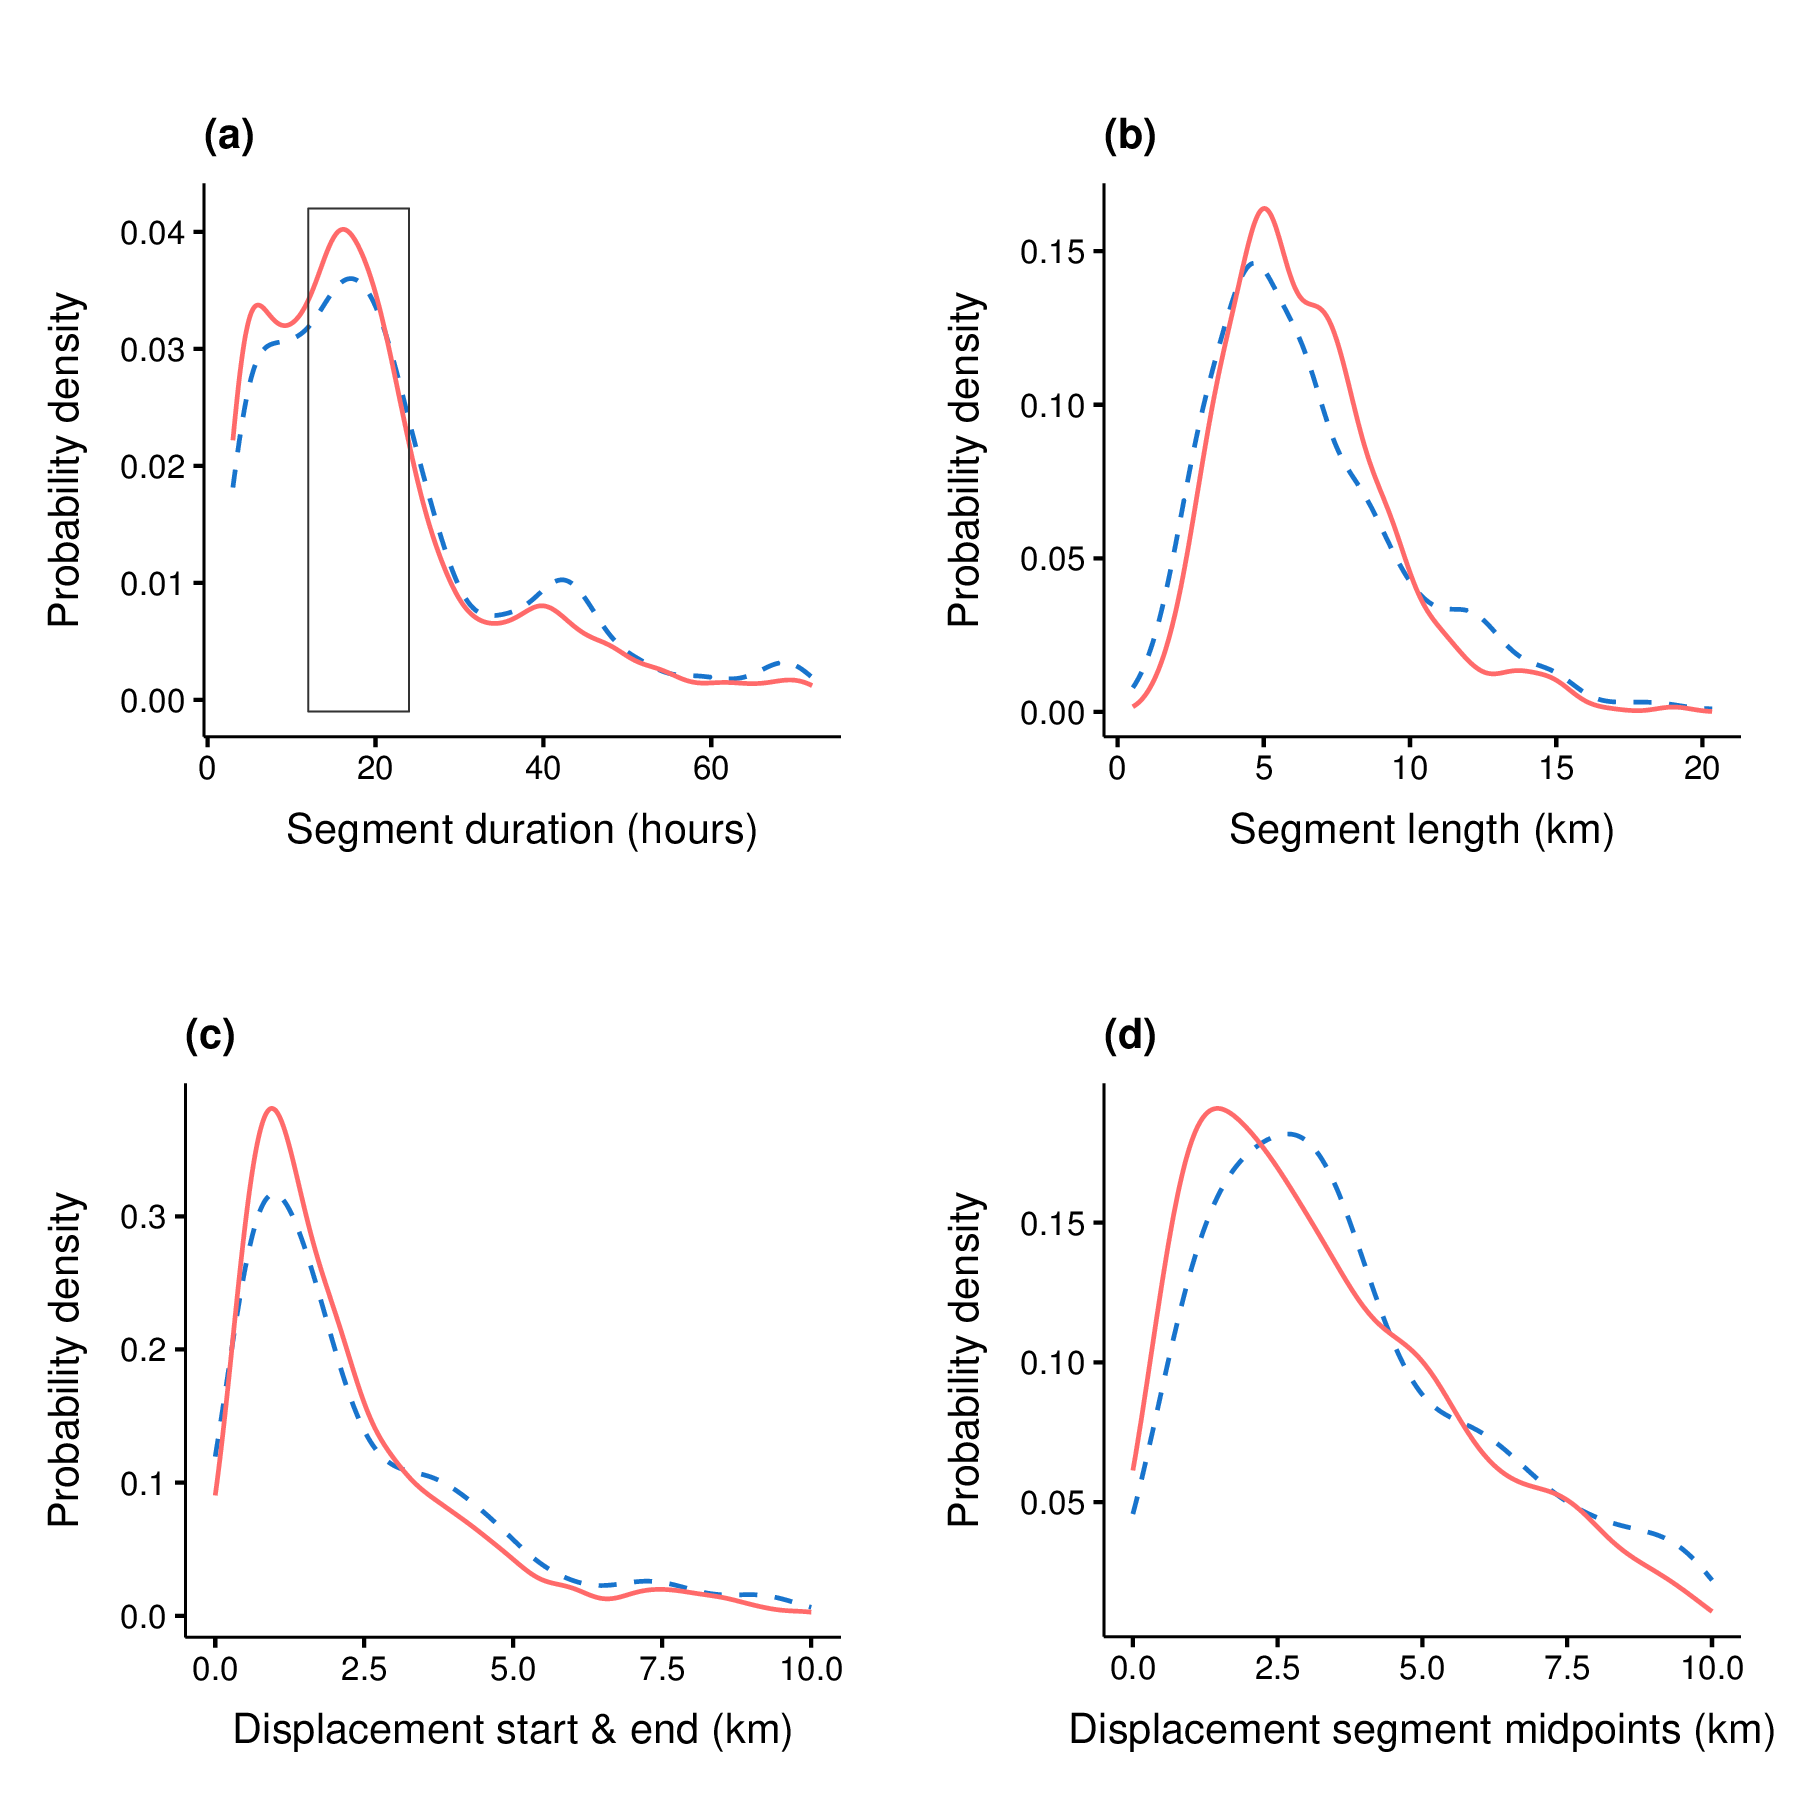 (a)
Probability density
0.04
0.03
0.02
0.01
0.00
0 20 40 60
Segment duration (hours)
(b)
Probability density
0.15
0.10
0.05
0.00
0 5 10 15 20
Segment length (km)
(c)
Probability density
0.3
0.2
0.1
0.0
0.0 2.5 5.0 7.5 10.0
Displacement start & end (km)
(d)
Probability density
0.15
0.10
0.05
0.0 2.5 5.0 7.5 10.0
Displacement segment midpoints (km)